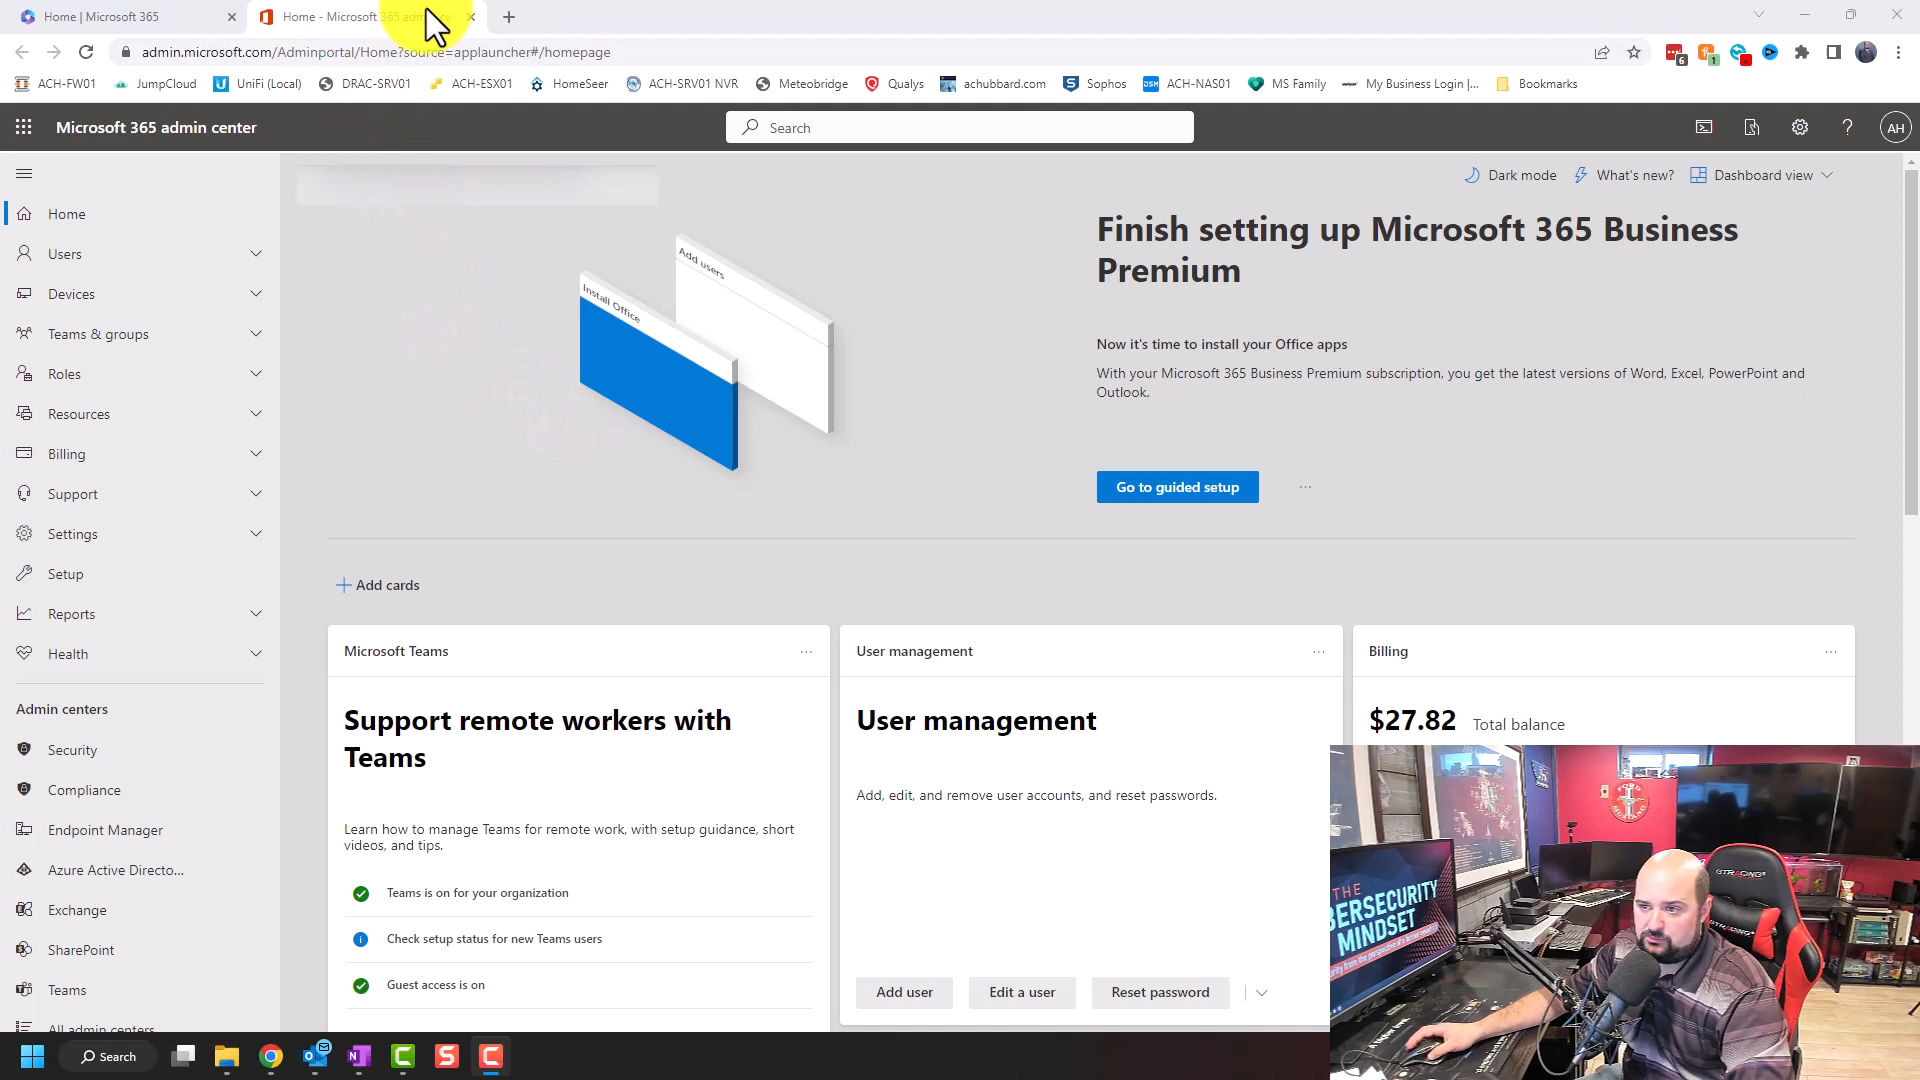 Home | Microsoft 365
Home - Microsoft 365 adm
admin.microsoft.com/Adminportal/Home?source=applauncher#/homepage
6
1
ACH-FW01
JumpCloud
UniFi (Local)
DRAC-SRV01
ACH-ESX01
HomeSeer
ACH-SRV01 NVR
Meteobridge
Qualys
achubbard.com
Sophos
DSM
ACH-NAS01
MS Family
My Business Login |...
Bookmarks
Microsoft 365 admin center
Search
AH
Dark mode
What's new?
Dashboard view
Home
Users
Devices
Teams & groups
Roles
Resources
Billing
Support
Settings
Setup
Reports
Health
Admin centers
Security
Compliance
Endpoint Manager
Azure Active Directo...
Exchange
SharePoint
Teams
All admin centers
Add users
Install Office
Finish setting up Microsoft 365 Business
Premium
Now it's time to install your Office apps
With your Microsoft 365 Business Premium subscription, you get the latest versions of Word, Excel, PowerPoint and
Outlook.
Go to guided setup
Add cards
Microsoft Teams
Support remote workers with
Teams
Learn how to manage Teams for remote work, with setup guidance, short
videos, and tips.
Teams is on for your organization
Check setup status for new Teams users
Guest access is on
User management
User management
Add, edit, and remove user accounts, and reset passwords.
Add user
Edit a user
Reset password
Billing
$27.82 Total balance
FORD
MUSTANG
GTRACING
THE
BERSECURITY
MINDSET
Search